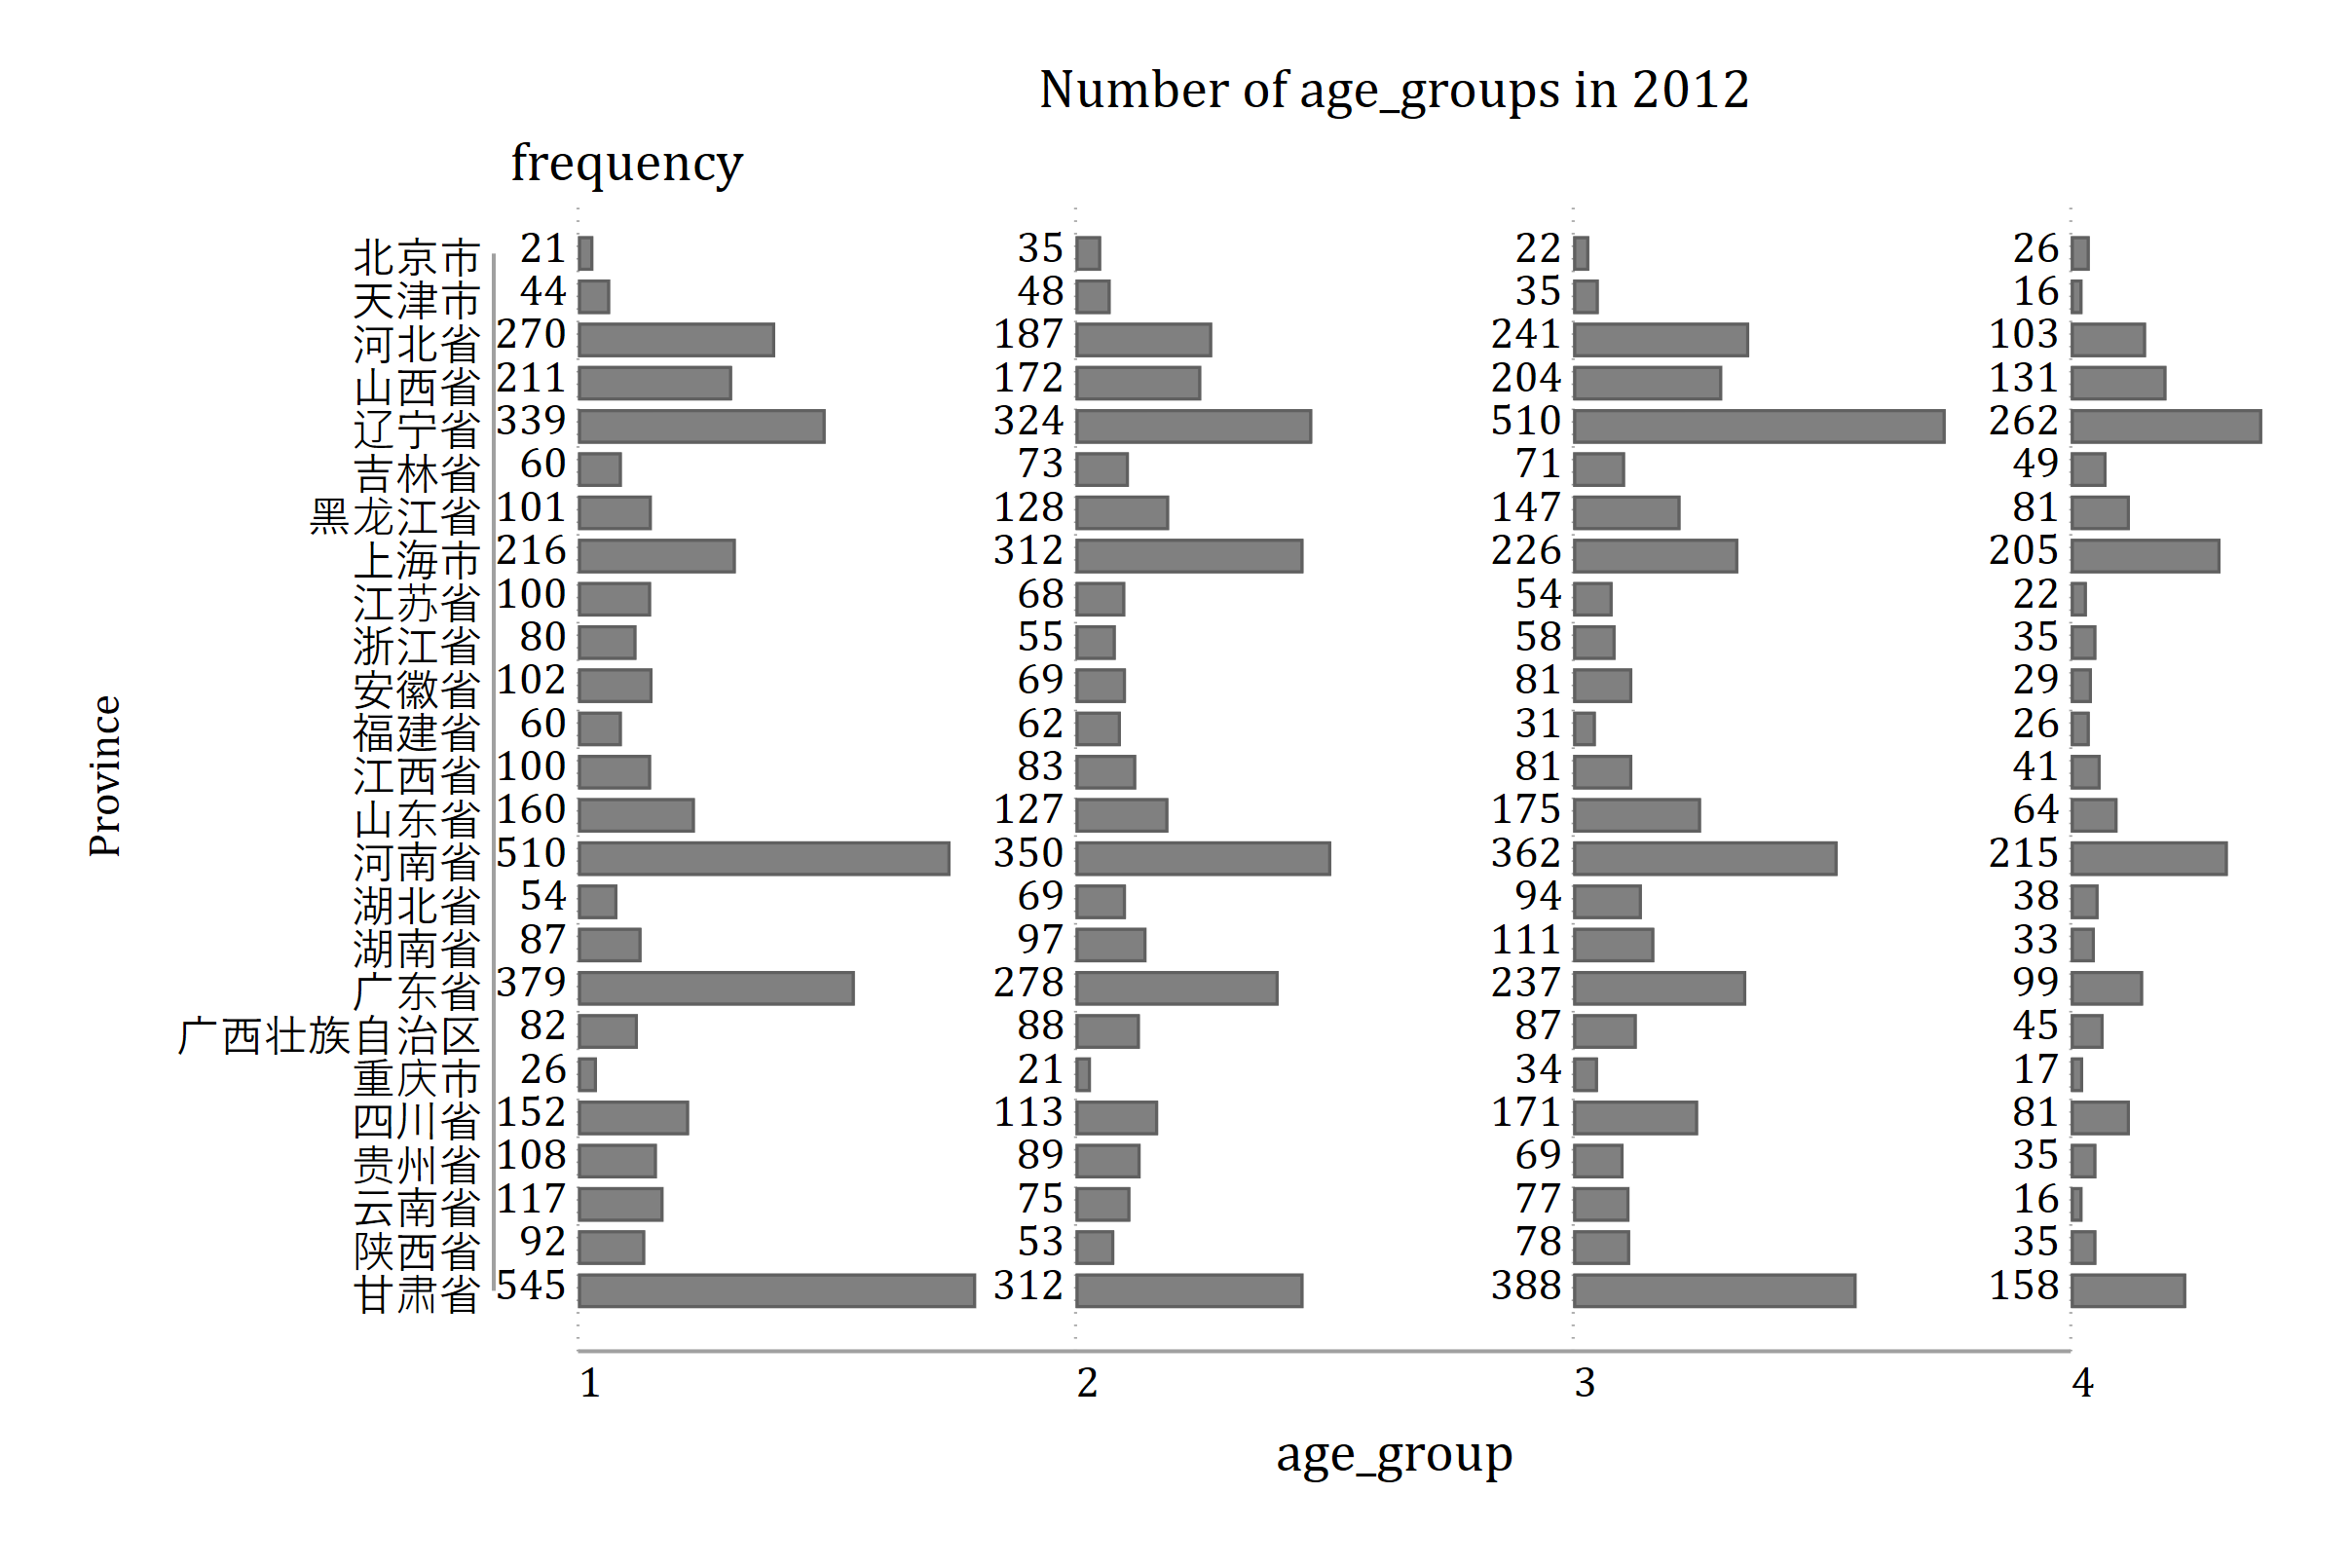 Number of age_groups in 2012
frequency
Province
北京市 21 35 22 26
天津市 44 48 35 16
河北省 270 187 241 103
山西省 211 172 204 131
辽宁省 339 324 510 262
吉林省 60 73 71 49
黑龙江省 101 128 147 81
上海市 216 312 226 205
江苏省 100 68 54 22
浙江省 80 55 58 35
安徽省 102 69 81 29
福建省 60 62 31 26
江西省 100 83 81 41
山东省 160 127 175 64
河南省 510 350 362 215
湖北省 54 69 94 38
湖南省 87 97 111 33
广东省 379 278 237 99
广西壮族自治区 82 88 87 45
重庆市 26 21 34 17
四川省 152 113 171 81
贵州省 108 89 69 35
云南省 117 75 77 16
陕西省 92 53 78 35
甘肃省 545 312 388 158
1 2 3 4
age_group